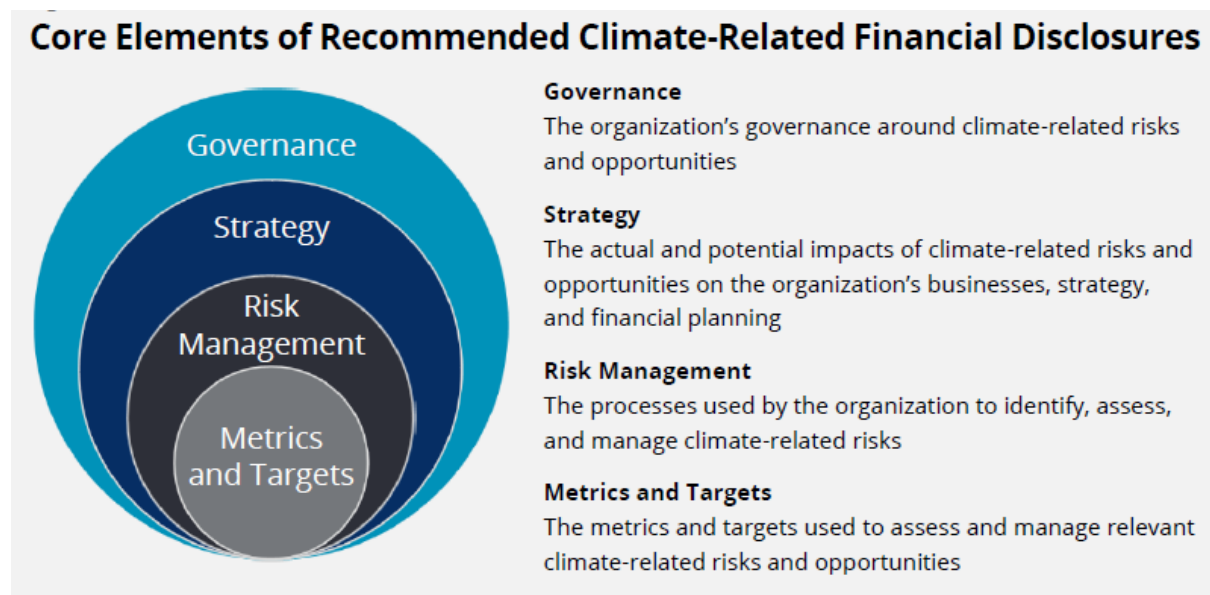 Core Elements of Recommended Climate-Related Financial Disclosures
Governance
Strategy
Risk
Management
Metrics
and Targets
Governance
The organization’s governance around climate-related risks
and opportunities
Strategy
The actual and potential impacts of climate-related risks and
opportunities on the organization’s businesses, strategy,
and financial planning
Risk Management
The processes used by the organization to identify, assess,
and manage climate-related risks
Metrics and Targets
The metrics and targets used to assess and manage relevant
climate-related risks and opportunities